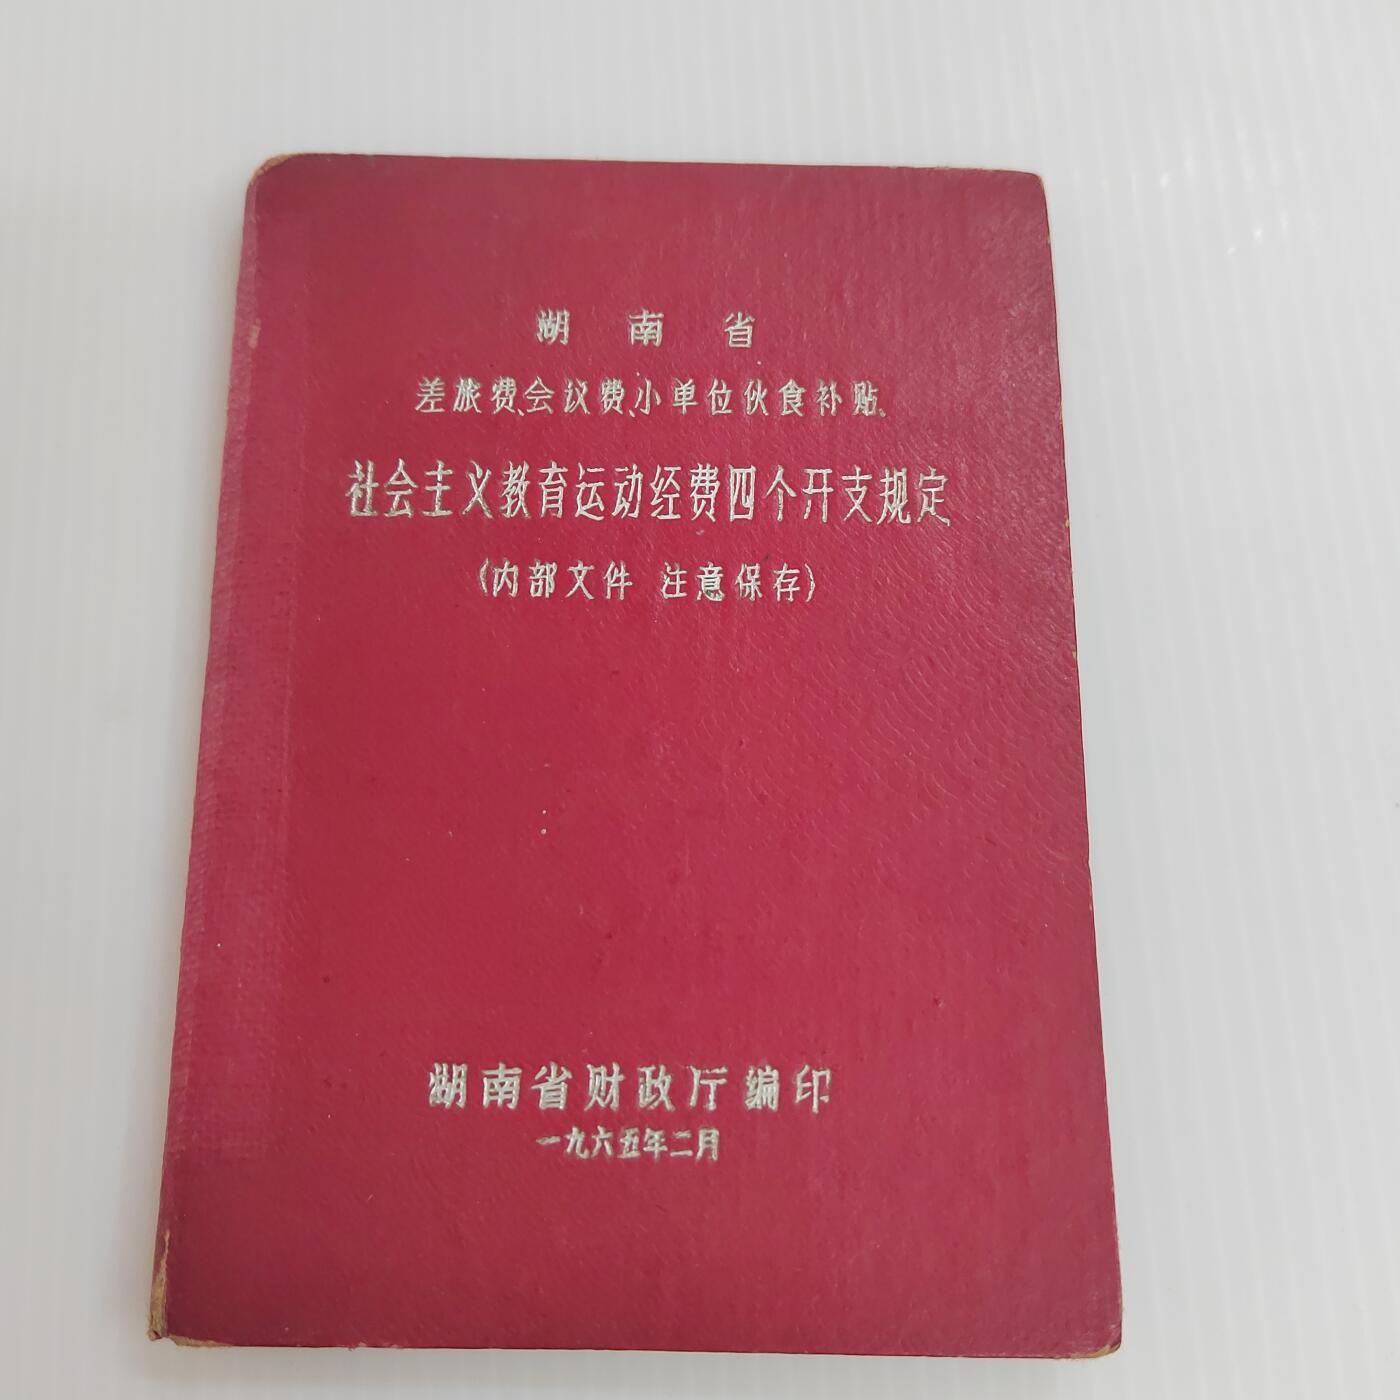 湖南省
差旅费、会议费、小单位伙食补贴、
社会主义教育运动经费四个开支规定
(内部文件 注意保存)
湖南省财政厅编印
一九六五年二月